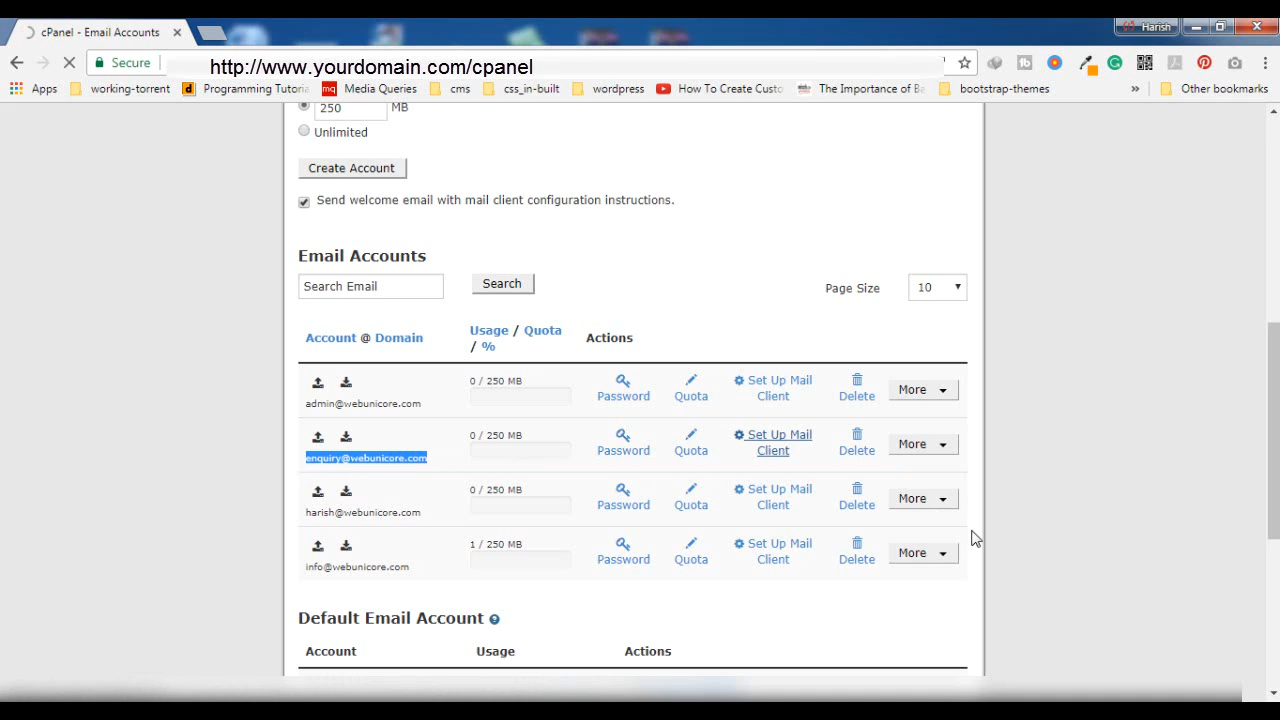 cPanel - Email Accounts
Harish
Secure
http://www.yourdomain.com/cpanel
Apps
working-torrent
Programming Tutoria
Media Queries
cms
css_in-built
wordpress
How To Create Custo
The Importance of Ba
bootstrap-themes
»
Other bookmarks
250 MB
Unlimited
Create Account
Send welcome email with mail client configuration instructions.
Email Accounts
Search Email
Search
Page Size 10
Account @ Domain
Usage / Quota
/ %
Actions
admin@webunicore.com
0 / 250 MB
Password
Quota
Set Up Mail
Client
Delete
More
enquiry@webunicore.com
0 / 250 MB
Password
Quota
Set Up Mail
Client
Delete
More
harish@webunicore.com
0 / 250 MB
Password
Quota
Set Up Mail
Client
Delete
More
info@webunicore.com
1 / 250 MB
Password
Quota
Set Up Mail
Client
Delete
More
Default Email Account
Account Usage Actions